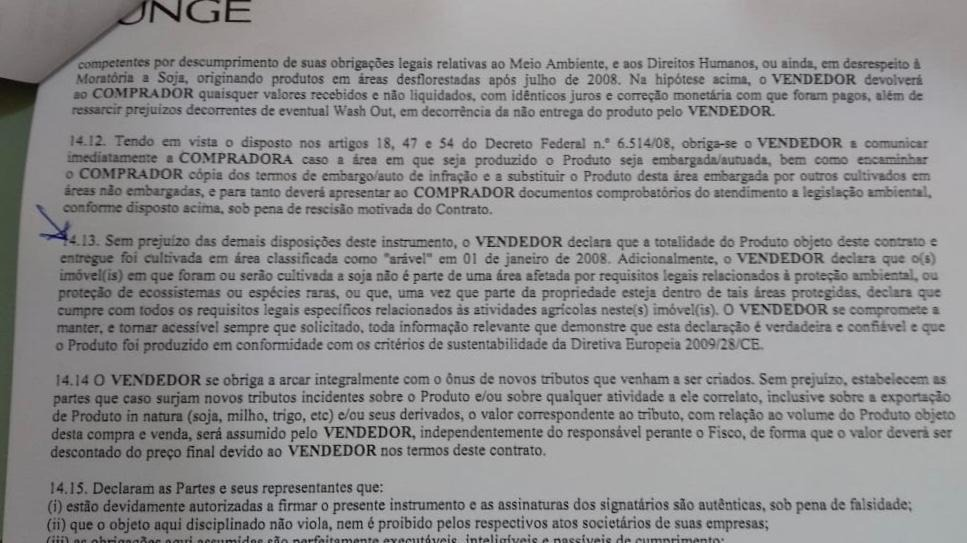 UNGE
competentes por descumprimento de suas obrigações legais relativas ao Meio Ambiente, e aos Direitos Humanos, ou ainda, em desrespeito à
Moratória a Soja, originando produtos em áreas desflorestadas após julho de 2008. Na hipótese acima, o VENDEDOR devolverá
ao COMPRADOR quaisquer valores recebidos e não liquidados, com idênticos juros e correção monetária com que foram pagos, além de
ressarcir prejuízos decorrentes de eventual Wash Out, em decorrência da não entrega do produto pelo VENDEDOR.
14.12. Tendo em vista o disposto nos artigos 18, 47 e 54 do Decreto Federal n.º 6.514/08, obriga-se o VENDEDOR a comunicar
imediatamente a COMPRADORA caso a área em que seja produzido o Produto seja embargada/autuada, bem como encaminhar
o COMPRADOR cópia dos termos de embargo/auto de infração e a substituir o Produto desta área embargada por outros cultivados em
áreas não embargadas, e para tanto deverá apresentar ao COMPRADOR documentos comprobatórios do atendimento a legislação ambiental,
conforme disposto acima, sob pena de rescisão motivada do Contrato.
14.13. Sem prejuízo das demais disposições deste instrumento, o VENDEDOR declara que a totalidade do Produto objeto deste contrato e
entregue foi cultivada em área classificada como "arável" em 01 de janeiro de 2008. Adicionalmente, o VENDEDOR declara que o(s)
imóvel(is) em que foram ou serão cultivada a soja não é parte de uma área afetada por requisitos legais relacionados à proteção ambiental, ou
proteção de ecossistemas ou espécies raras, ou que, uma vez que parte da propriedade esteja dentro de tais áreas protegidas, declara que
cumpre com todos os requisitos legais específicos relacionados às atividades agrícolas neste(s) imóvel(is). O VENDEDOR se compromete a
manter, e tornar acessível sempre que solicitado, toda informação relevante que demonstre que esta declaração é verdadeira e confiável e que
o Produto foi produzido em conformidade com os critérios de sustentabilidade da Diretiva Europeia 2009/28/CE.
14.14 O VENDEDOR se obriga a arcar integralmente com o ônus de novos tributos que venham a ser criados. Sem prejuízo, estabelecem as
partes que caso surjam novos tributos incidentes sobre o Produto e/ou sobre qualquer atividade a ele correlato, inclusive sobre a exportação
de Produto in natura (soja, milho, trigo, etc) e/ou seus derivados, o valor correspondente ao tributo, com relação ao volume do Produto objeto
desta compra e venda, será assumido pelo VENDEDOR, independentemente do responsável perante o Fisco, de forma que o valor deverá ser
descontado do preço final devido ao VENDEDOR nos termos deste contrato.
14.15. Declaram as Partes e seus representantes que:
(i) estão devidamente autorizadas a firmar o presente instrumento e as assinaturas dos signatários são autênticas, sob pena de falsidade;
(ii) que o objeto aqui disciplinado não viola, nem é proibido pelos respectivos atos societários de suas empresas;
(iii) as obrigações aqui assumidas são perfeitamente executáveis, inteligíveis e passíveis de cumprimento;